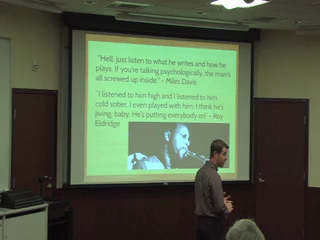 "Hell, just listen to what he writes and how he
plays. If you're talking psychologically, the man's
all screwed up inside." - Miles Davis
"I listened to him high and I listened to him
cold sober. I even played with him. I think he's
jiving, baby. He's putting everybody on" – Roy
Eldridge